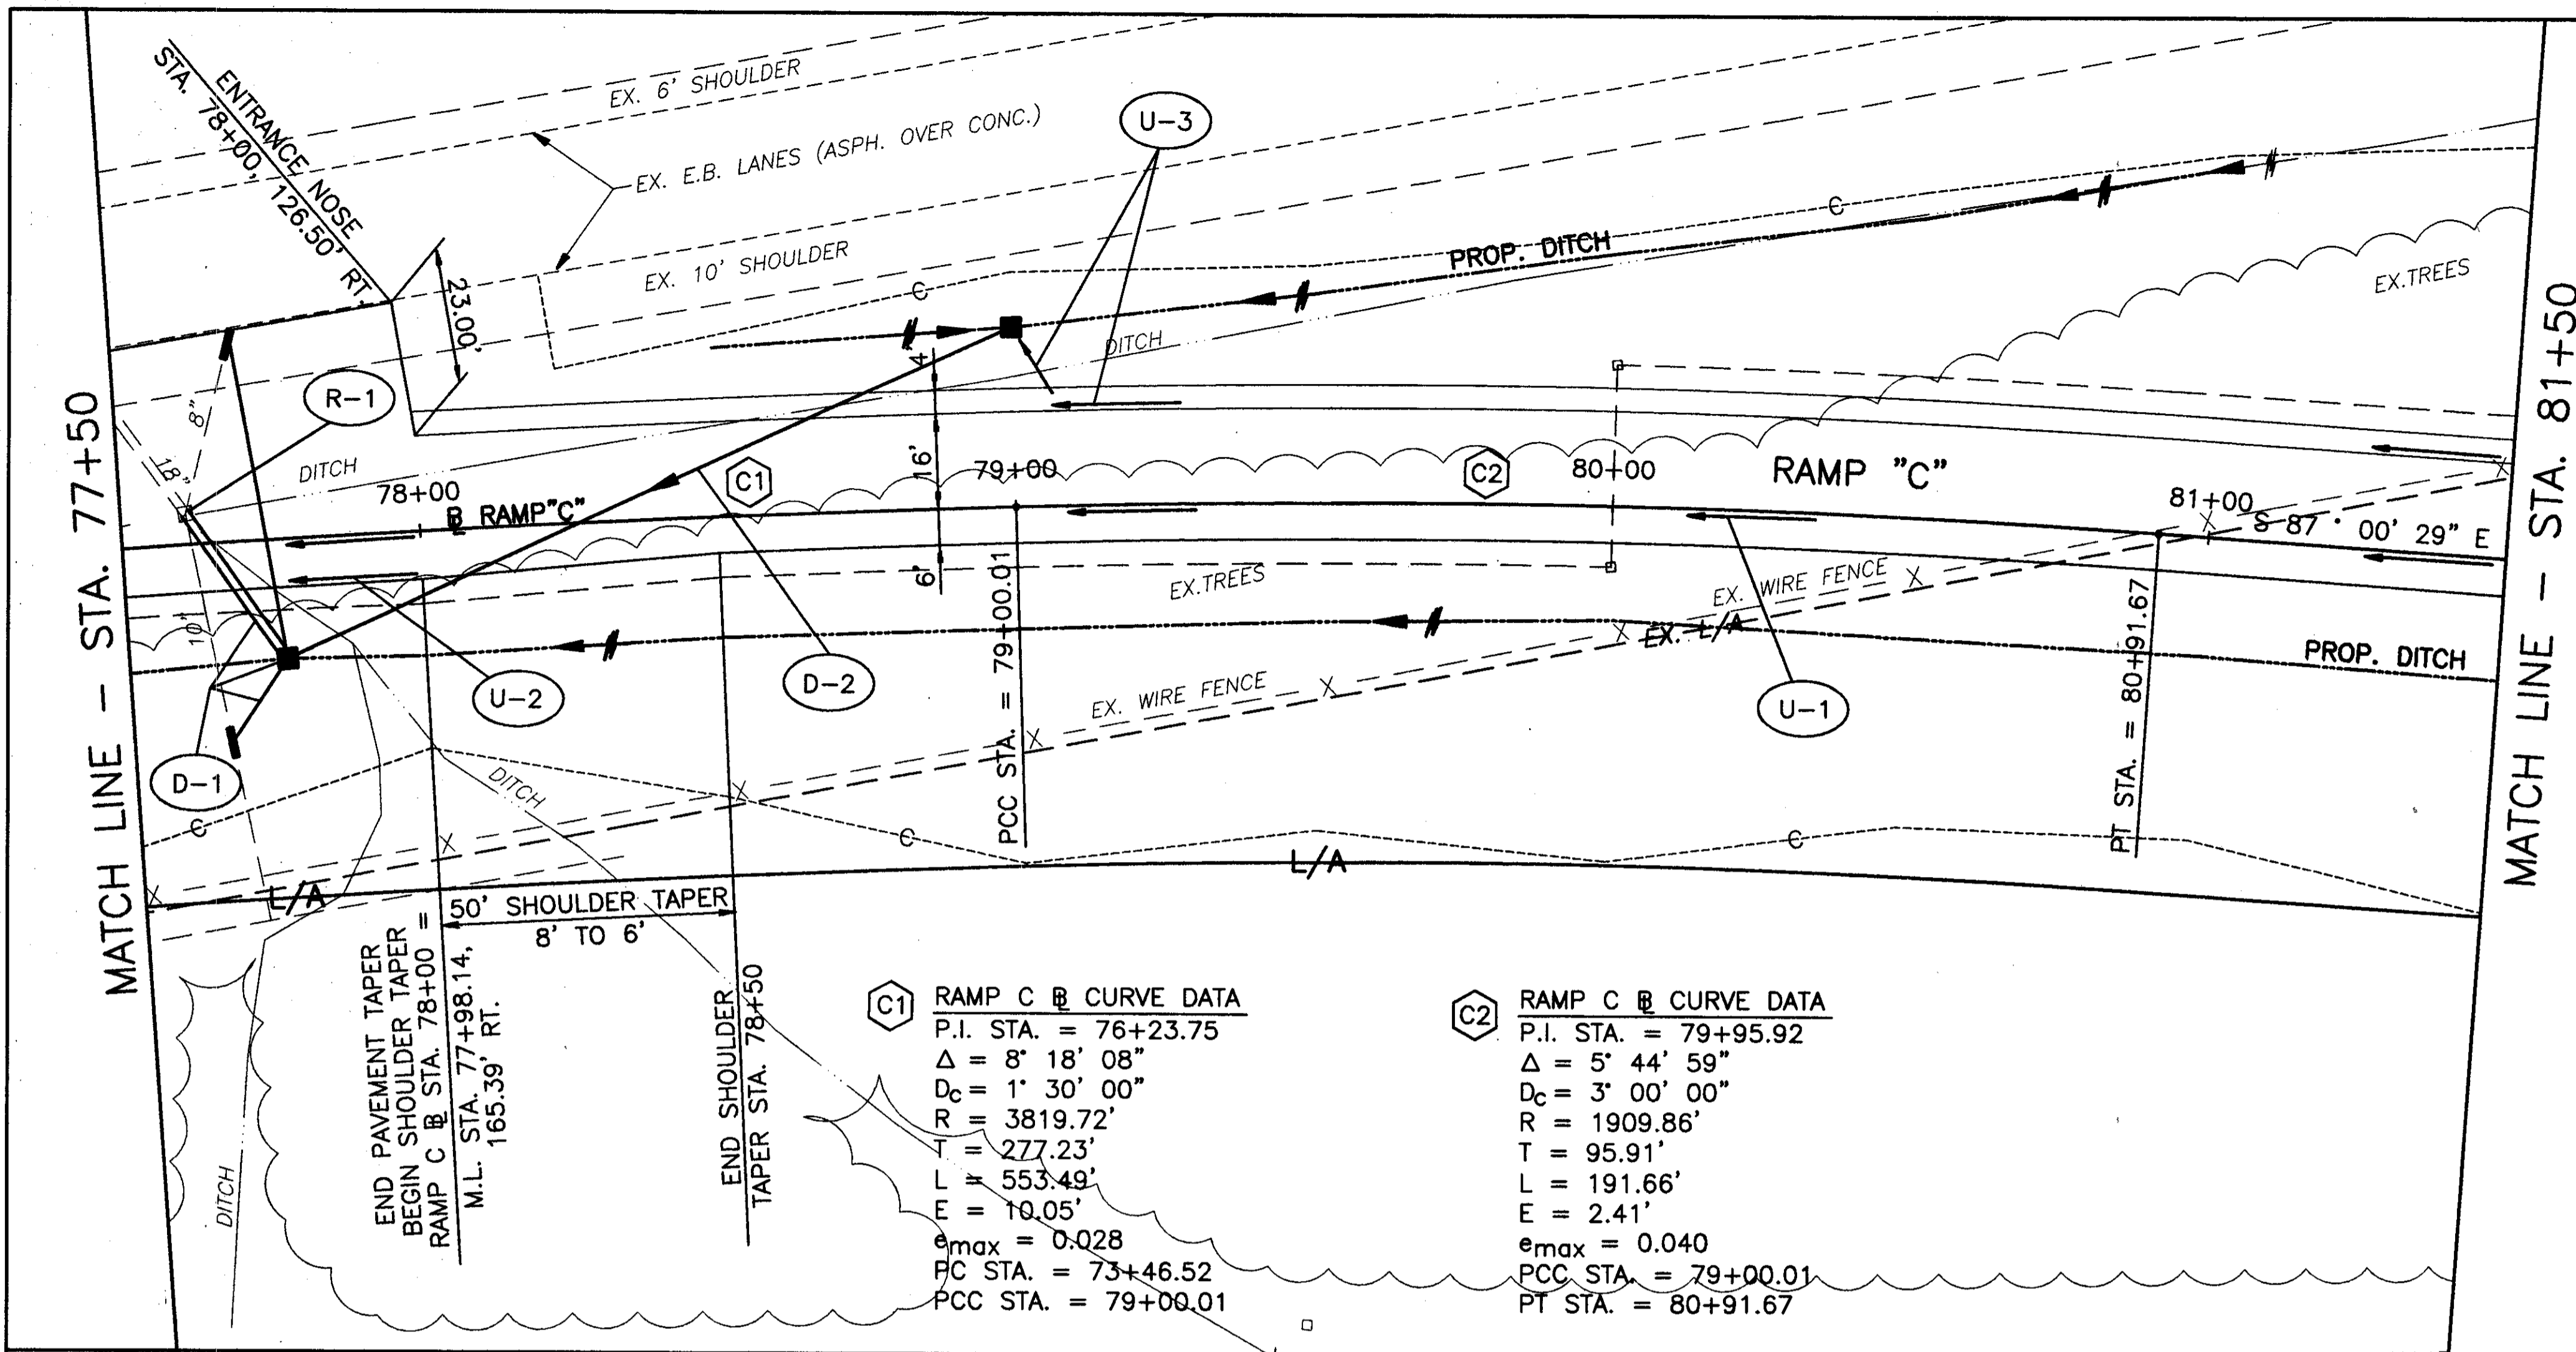 ENTRANCE NOSE
STA. 78+00, 126.50' RT.
EX. 6' SHOULDER
EX. E.B. LANES (ASPH. OVER CONC.)
U-3
EX. 10' SHOULDER
23.00'
C
C
PROP. DITCH
EX.TREES
DITCH
4'
R-1
8"
18"
DITCH
78+00
C1
16'
79+00
C2
80+00
RAMP "C"
81+00
S 87° 00' 29" E
BL RAMP"C"
MATCH LINE - STA. 77+50
MATCH LINE - STA. 81+50
6'
EX.TREES
EX. WIRE FENCE
EX. L/A
10"
U-2
D-2
PCC STA. = 79+00.01
EX. WIRE FENCE
U-1
PT STA. = 80+91.67
PROP. DITCH
D-1
DITCH
C
C
C
L/A
L/A
50' SHOULDER TAPER
8' TO 6'
END PAVEMENT TAPER
BEGIN SHOULDER TAPER
RAMP C BL STA. 78+00 =
M.L. STA. 77+98.14,
165.39' RT.
END SHOULDER
TAPER STA. 78+50
DITCH
C1
RAMP C BL CURVE DATA
P.I. STA. = 76+23.75
Δ = 8° 18' 08"
Dc = 1° 30' 00"
R = 3819.72'
T = 277.23'
L = 553.49'
E = 10.05'
emax = 0.028
PC STA. = 73+46.52
PCC STA. = 79+00.01
C2
RAMP C BL CURVE DATA
P.I. STA. = 79+95.92
Δ = 5° 44' 59"
Dc = 3° 00' 00"
R = 1909.86'
T = 95.91'
L = 191.66'
E = 2.41'
emax = 0.040
PCC STA. = 79+00.01
PT STA. = 80+91.67